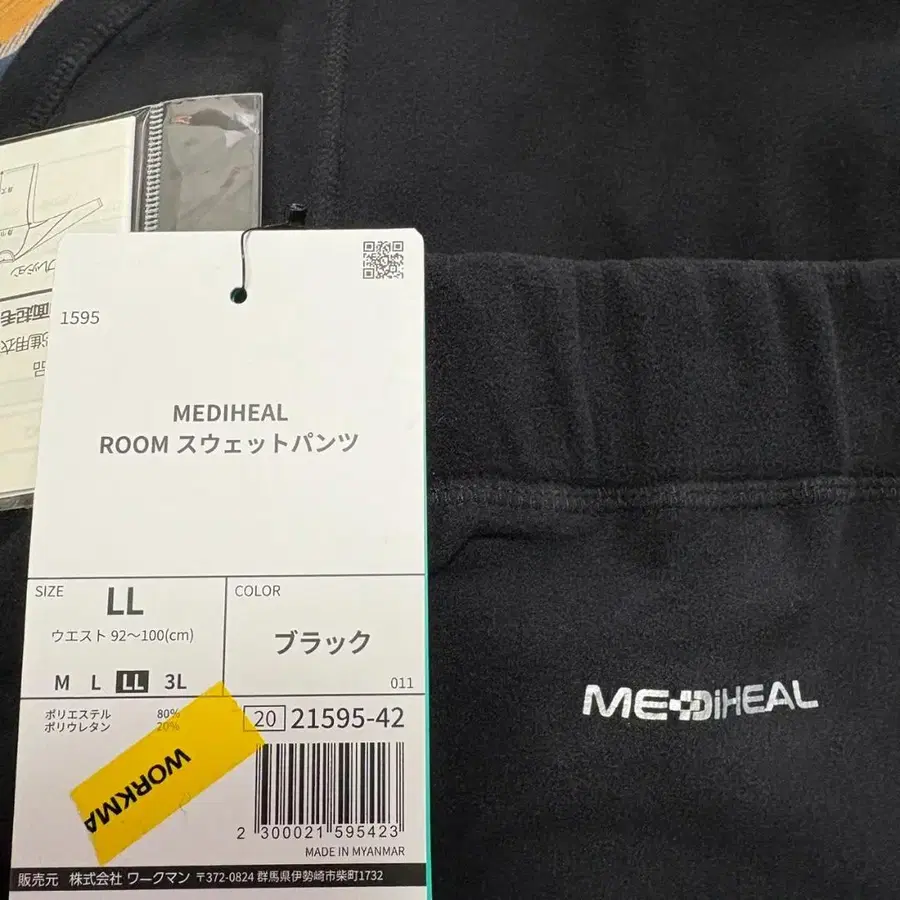 1595
MEDIHEAL
ROOM スウェットパンツ
SIZE
LL
ウエスト 92～100(cm)
M L LL 3L
COLOR
ブラック
011
ポリエステル 80%
ポリウレタン 20%
20 21595-42
WORKMA
2 300021 595423
MADE IN MYANMAR
販売元 株式会社 ワークマン 〒372-0824 群馬県伊勢崎市柴町1732
MEDiHEAL